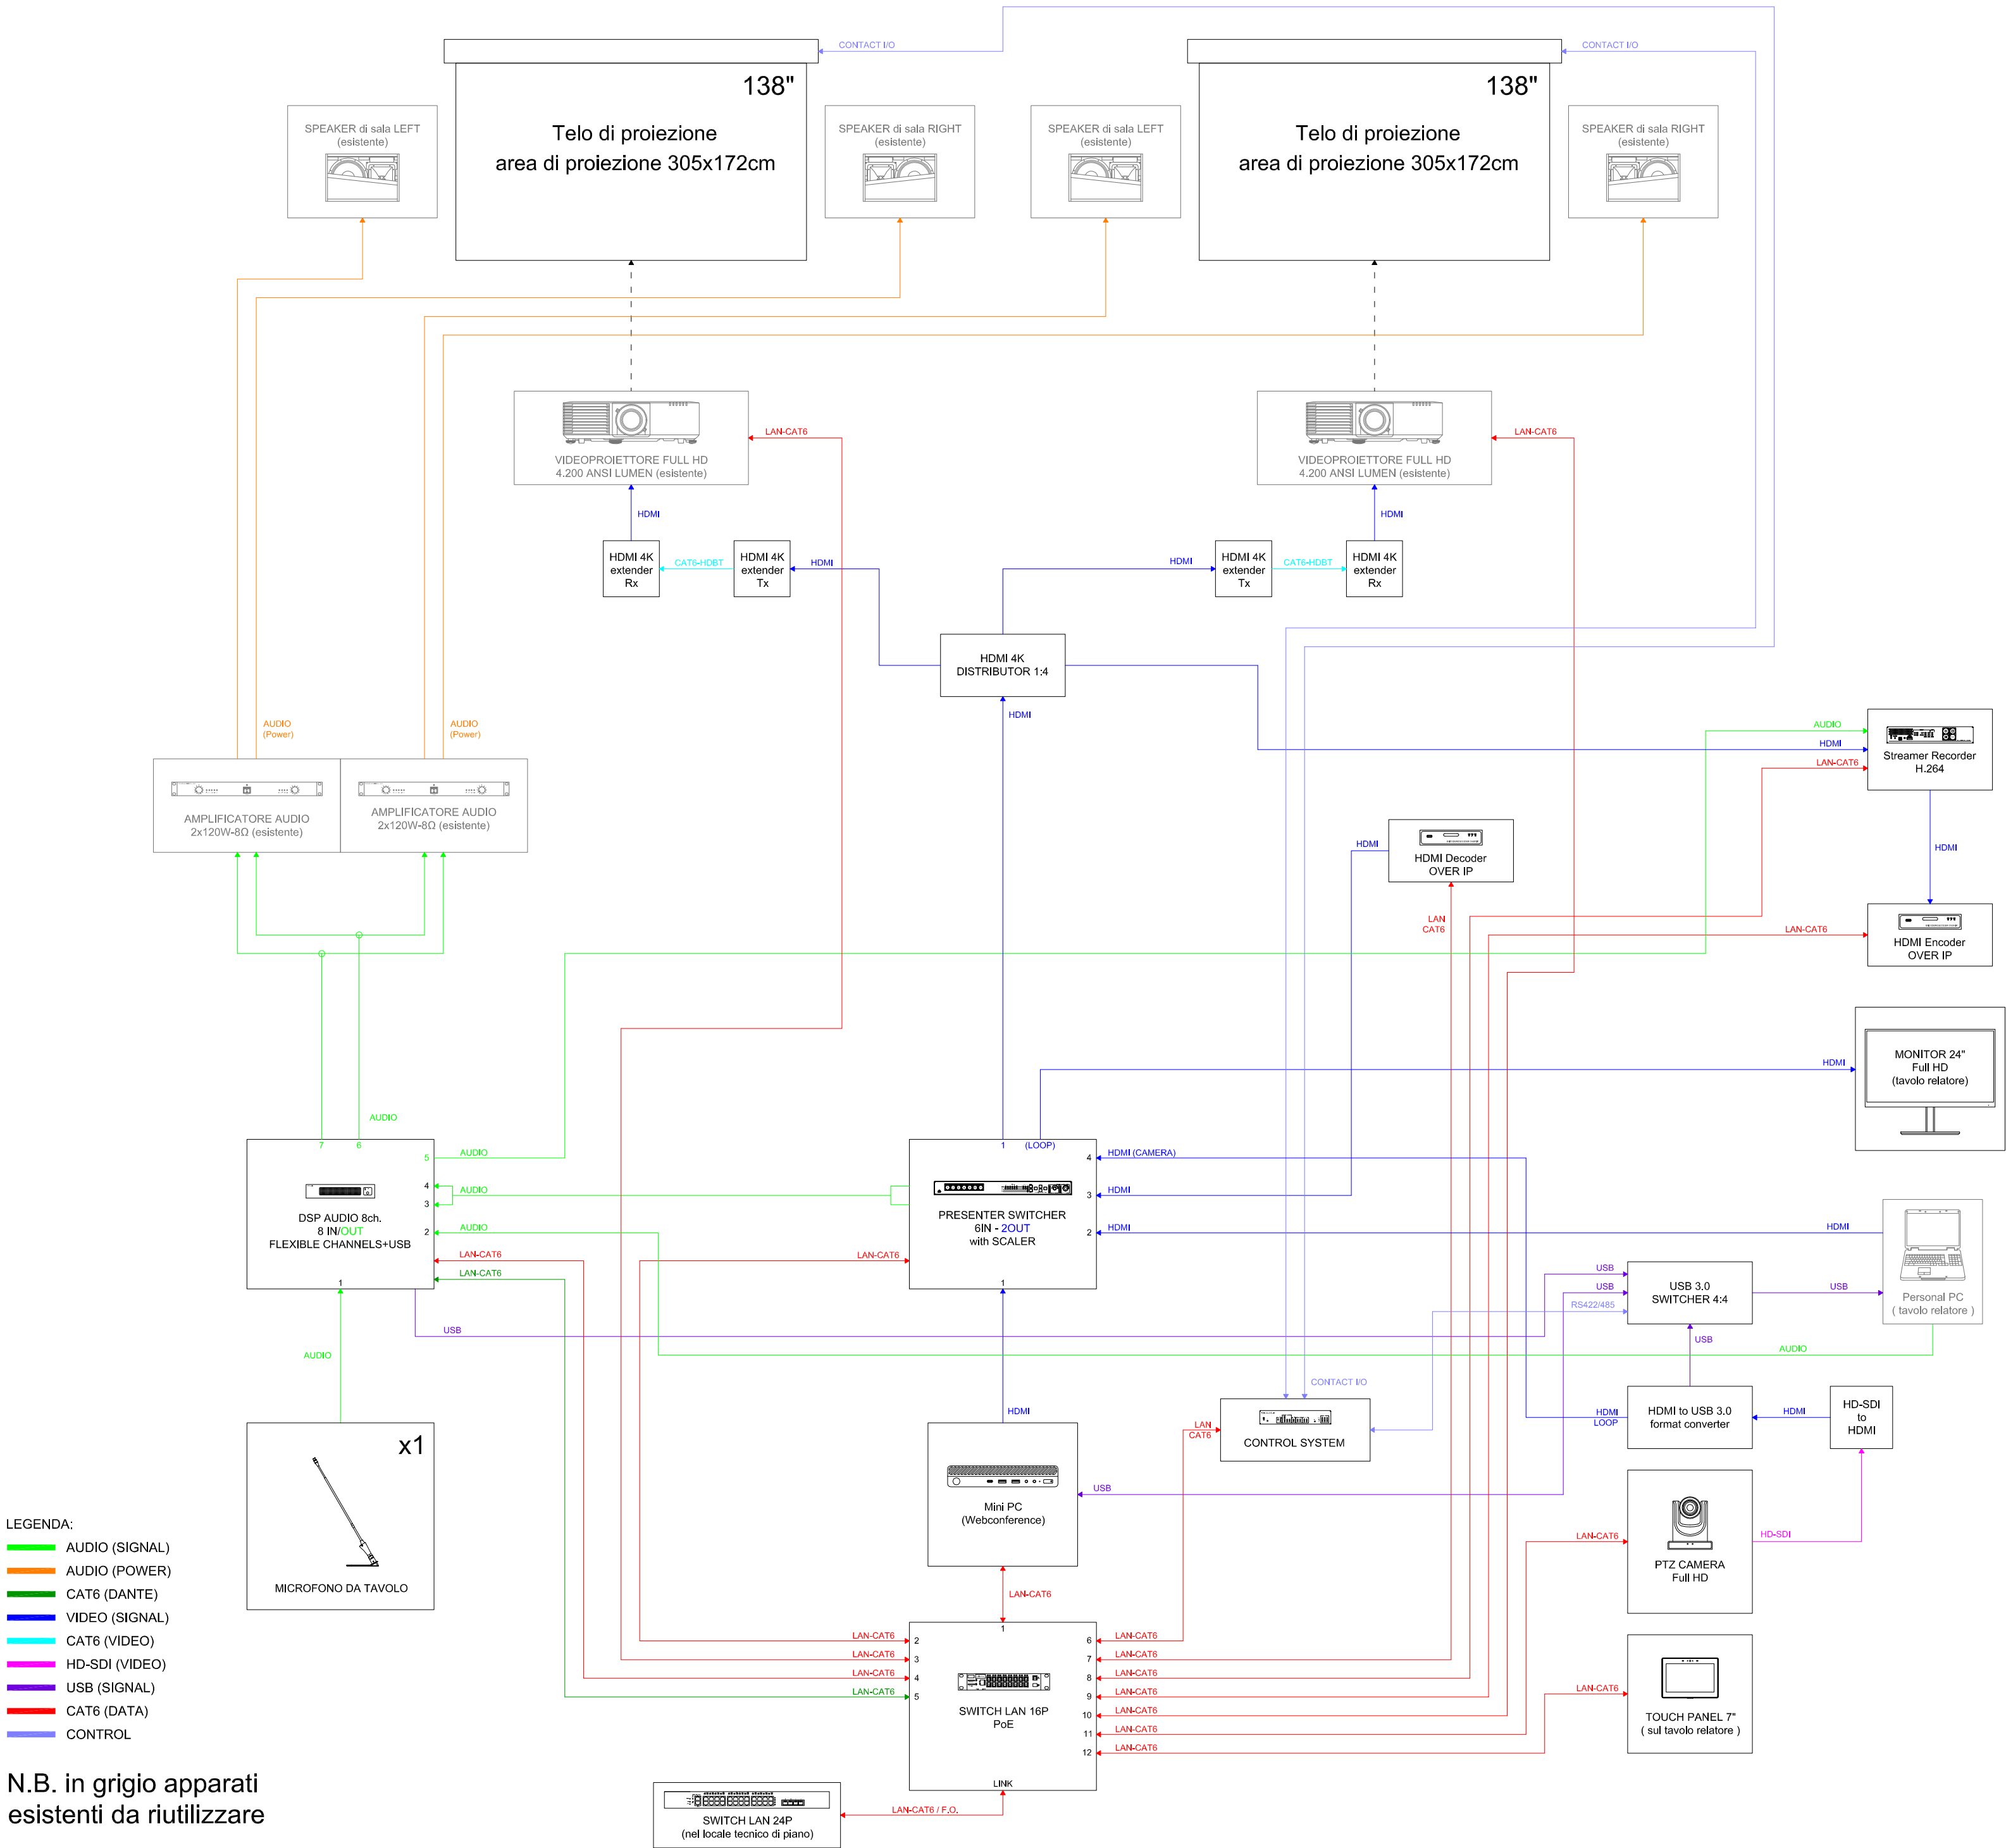 CONTACT I/O
CONTACT I/O
138"
Telo di proiezione
area di proiezione 305x172cm
138"
Telo di proiezione
area di proiezione 305x172cm
SPEAKER di sala LEFT
(esistente)
SPEAKER di sala RIGHT
(esistente)
SPEAKER di sala LEFT
(esistente)
SPEAKER di sala RIGHT
(esistente)
VIDEOPROIETTORE FULL HD
4.200 ANSI LUMEN (esistente)
LAN-CAT6
VIDEOPROIETTORE FULL HD
4.200 ANSI LUMEN (esistente)
LAN-CAT6
HDMI
HDMI
HDMI 4K
extender
Rx
CAT6-HDBT
HDMI 4K
extender
Tx
HDMI
HDMI
HDMI 4K
extender
Tx
CAT6-HDBT
HDMI 4K
extender
Rx
HDMI 4K
DISTRIBUTOR 1:4
HDMI
AUDIO
(Power)
AUDIO
(Power)
AUDIO
HDMI
LAN-CAT6
Streamer Recorder
H.264
AMPLIFICATORE AUDIO
2x120W-8Ω (esistente)
AMPLIFICATORE AUDIO
2x120W-8Ω (esistente)
HDMI
HDMI Decoder
OVER IP
HDMI
LAN
CAT6
LAN-CAT6
HDMI Encoder
OVER IP
HDMI
MONITOR 24"
Full HD
(tavolo relatore)
AUDIO
7
6
5
4
3
2
1
DSP AUDIO 8ch.
8 IN/OUT
FLEXIBLE CHANNELS+USB
AUDIO
AUDIO
AUDIO
LAN-CAT6
LAN-CAT6
USB
LAN-CAT6
1
(LOOP)
4
3
2
1
PRESENTER SWITCHER
6IN - 2OUT
with SCALER
HDMI (CAMERA)
HDMI
HDMI
HDMI
Personal PC
( tavolo relatore )
USB
USB
RS422/485
USB 3.0
SWITCHER 4:4
USB
USB
AUDIO
AUDIO
CONTACT I/O
HDMI
HDMI
LOOP
HDMI to USB 3.0
format converter
HDMI
HD-SDI
to
HDMI
LAN
CAT6
CONTROL SYSTEM
x1
MICROFONO DA TAVOLO
Mini PC
(Webconference)
USB
LAN-CAT6
PTZ CAMERA
Full HD
HD-SDI
LAN-CAT6
LAN-CAT6
LAN-CAT6
LAN-CAT6
LAN-CAT6
1
2
3
4
5
6
7
8
9
10
11
12
SWITCH LAN 16P
PoE
LINK
LAN-CAT6
LAN-CAT6
LAN-CAT6
LAN-CAT6
LAN-CAT6
LAN-CAT6
LAN-CAT6
LAN-CAT6
TOUCH PANEL 7"
( sul tavolo relatore )
SWITCH LAN 24P
(nel locale tecnico di piano)
LAN-CAT6 / F.O.
LEGENDA:
AUDIO (SIGNAL)
AUDIO (POWER)
CAT6 (DANTE)
VIDEO (SIGNAL)
CAT6 (VIDEO)
HD-SDI (VIDEO)
USB (SIGNAL)
CAT6 (DATA)
CONTROL
N.B. in grigio apparati
esistenti da riutilizzare